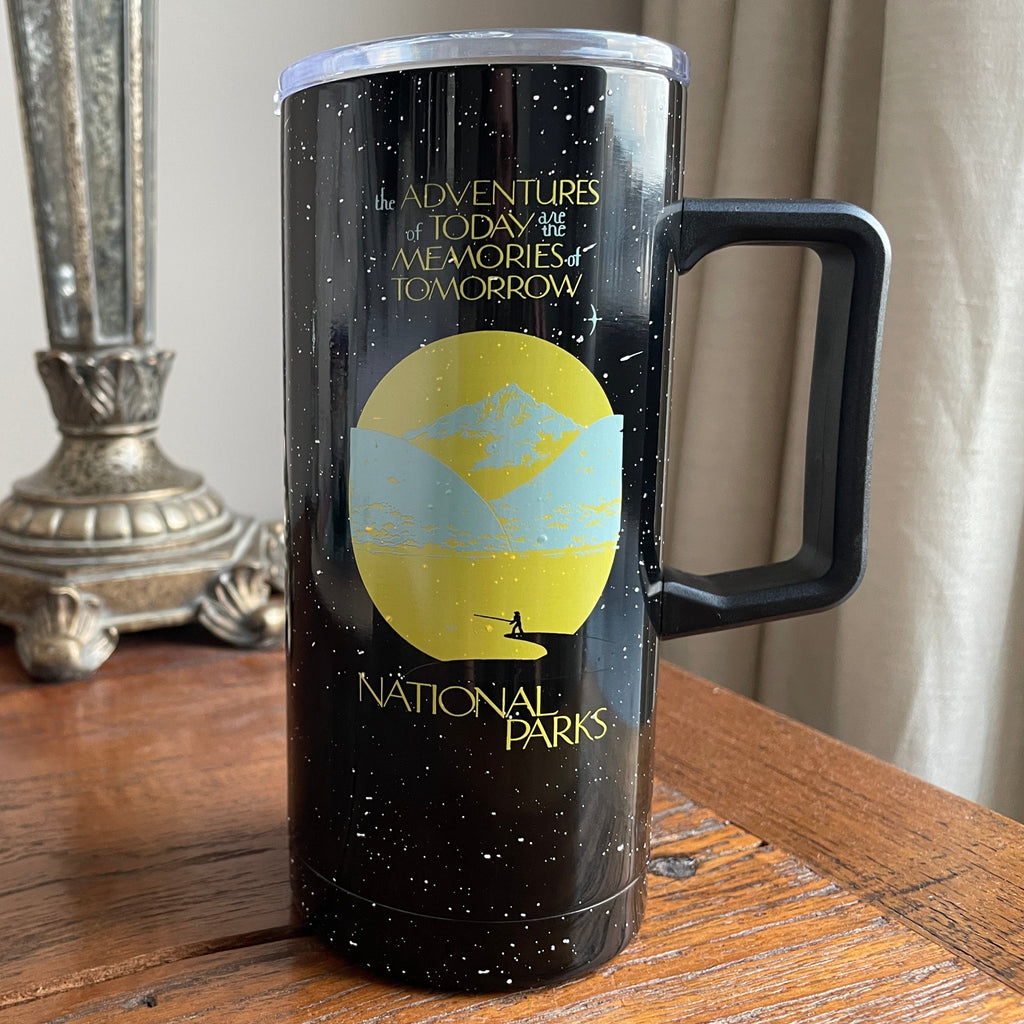 the ADVENTURES
of TODAY are the
MEMORIES of
TOMORROW
NATIONAL
PARKS